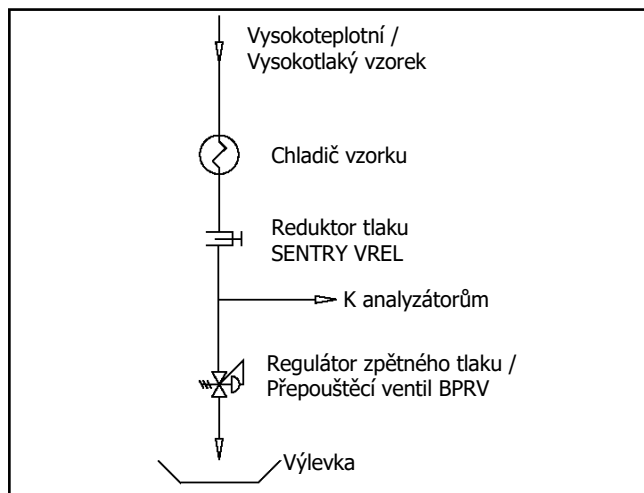 Vysokoteplotní /
Vysokotlaký vzorek
Chladič vzorku
Reduktor tlaku
SENTRY VREL
K analyzátorům
Regulátor zpětného tlaku /
Přepouštěcí ventil BPRV
Výlevka